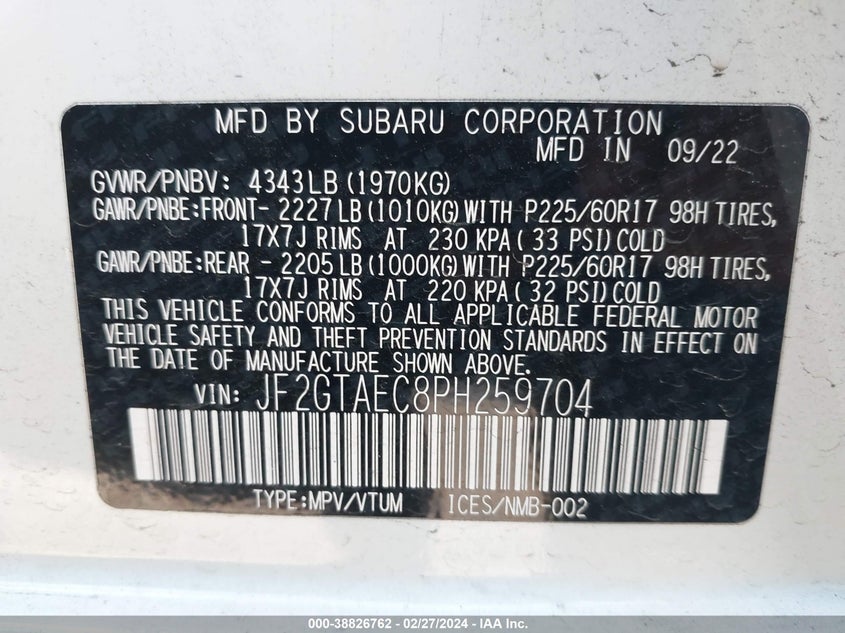 MFD BY SUBARU CORPORATION
MFD IN 09/22
GVWR/PNBV: 4343LB (1970KG)
GAWR/PNBE:FRONT- 2227LB (1010KG) WITH P225/60R17 98H TIRES,
17X7J RIMS AT 230 KPA ( 33 PSI) COLD
GAWR/PNBE:REAR - 2205LB (1000KG) WITH P225/60R17 98H TIRES,
17X7J RIMS AT 220 KPA ( 32 PSI) COLD
THIS VEHICLE CONFORMS TO ALL APPLICABLE FEDERAL MOTOR
VEHICLE SAFETY AND THEFT PREVENTION STANDARDS IN EFFECT ON
THE DATE OF MANUFACTURE SHOWN ABOVE.
VIN: JF2GTAEC8PH259704
TYPE:MPV/VTUM ICES/NMB-002
000-38826762 - 02/27/2024 - IAA Inc.